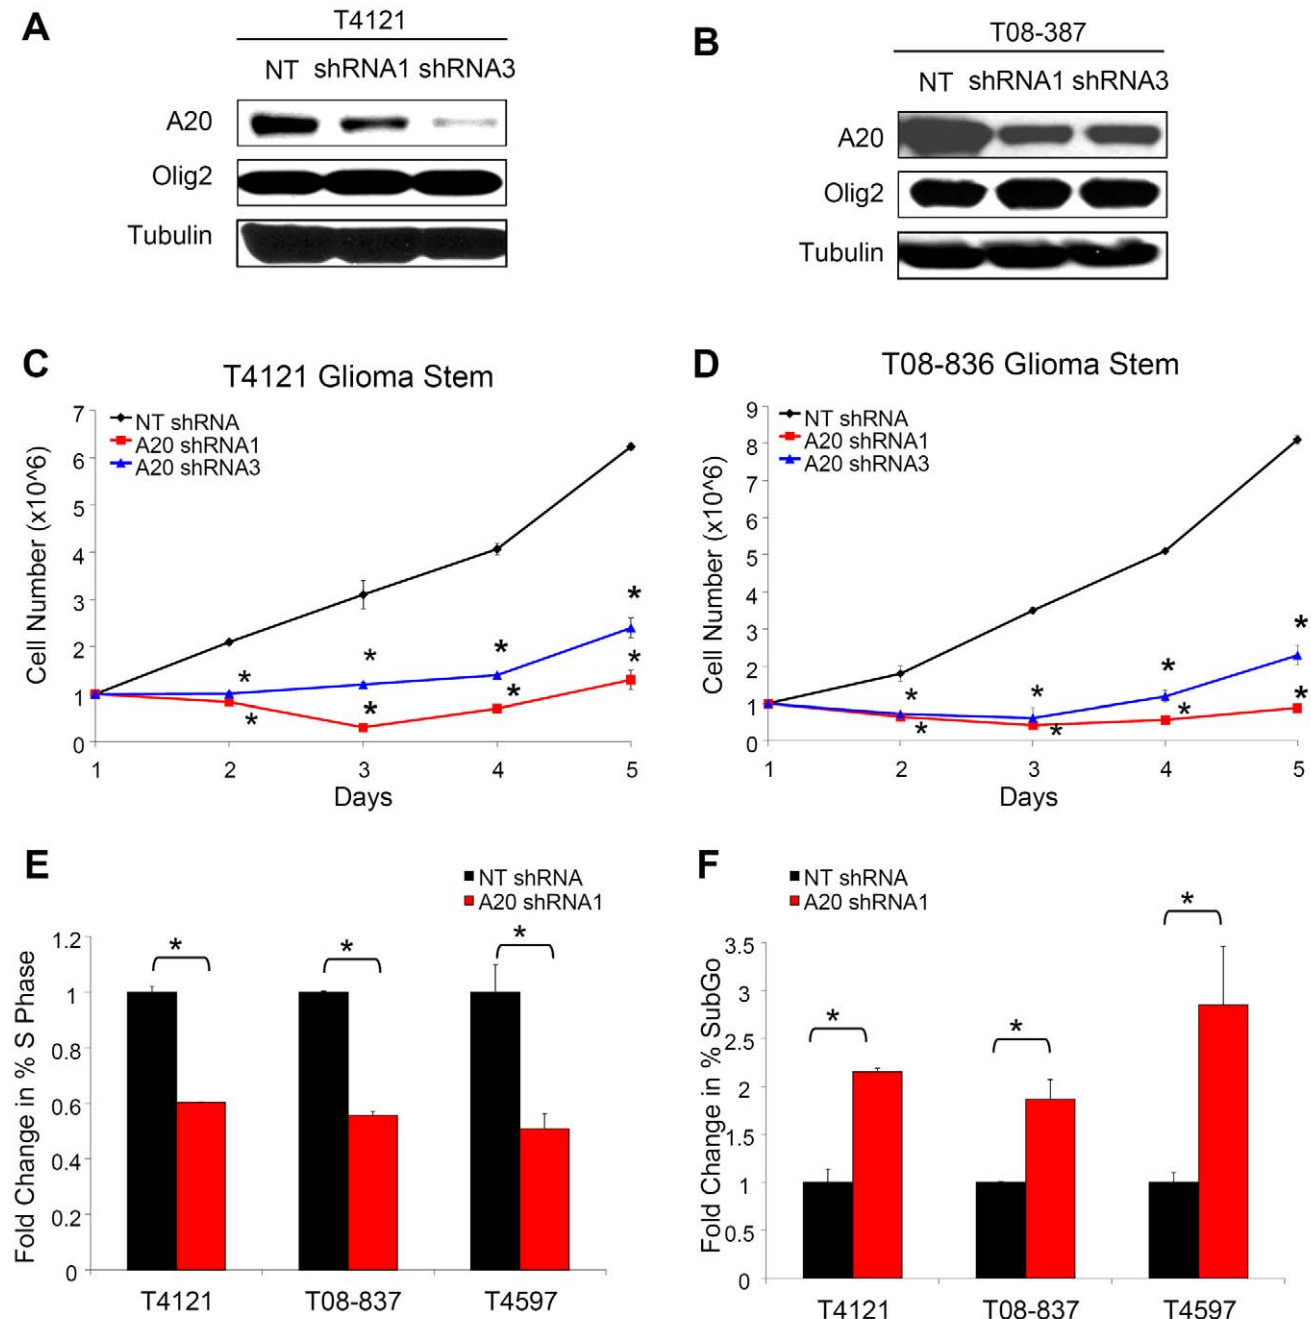 A
T4121
NT shRNA1 shRNA3
A20
Olig2
Tubulin
B
T08-387
NT shRNA1 shRNA3
A20
Olig2
Tubulin
C
T4121 Glioma Stem
NT shRNA
A20 shRNA1
A20 shRNA3
Cell Number (x10^6)
7
6
5
4
3
2
1
0
* * * *
* * * *
1 2 3 4 5
Days
D
T08-836 Glioma Stem
NT shRNA
A20 shRNA1
A20 shRNA3
Cell Number (x10^6)
9
8
7
6
5
4
3
2
1
0
* * * *
* * * *
1 2 3 4 5
Days
E
NT shRNA
A20 shRNA1
Fold Change in % S Phase
1.2
1
0.8
0.6
0.4
0.2
0
* * *
T4121 T08-837 T4597
F
NT shRNA
A20 shRNA1
Fold Change in % SubGo
3.5
3
2.5
2
1.5
1
0.5
0
* * *
T4121 T08-837 T4597